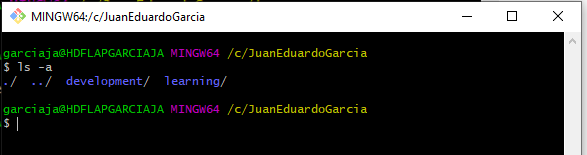 MINGW64:/c/JuanEduardoGarcia
garciaja@HDFLAPGARCIAJA MINGW64 /c/JuanEduardoGarcia
$ ls -a
./  ../  development/  learning/
garciaja@HDFLAPGARCIAJA MINGW64 /c/JuanEduardoGarcia
$